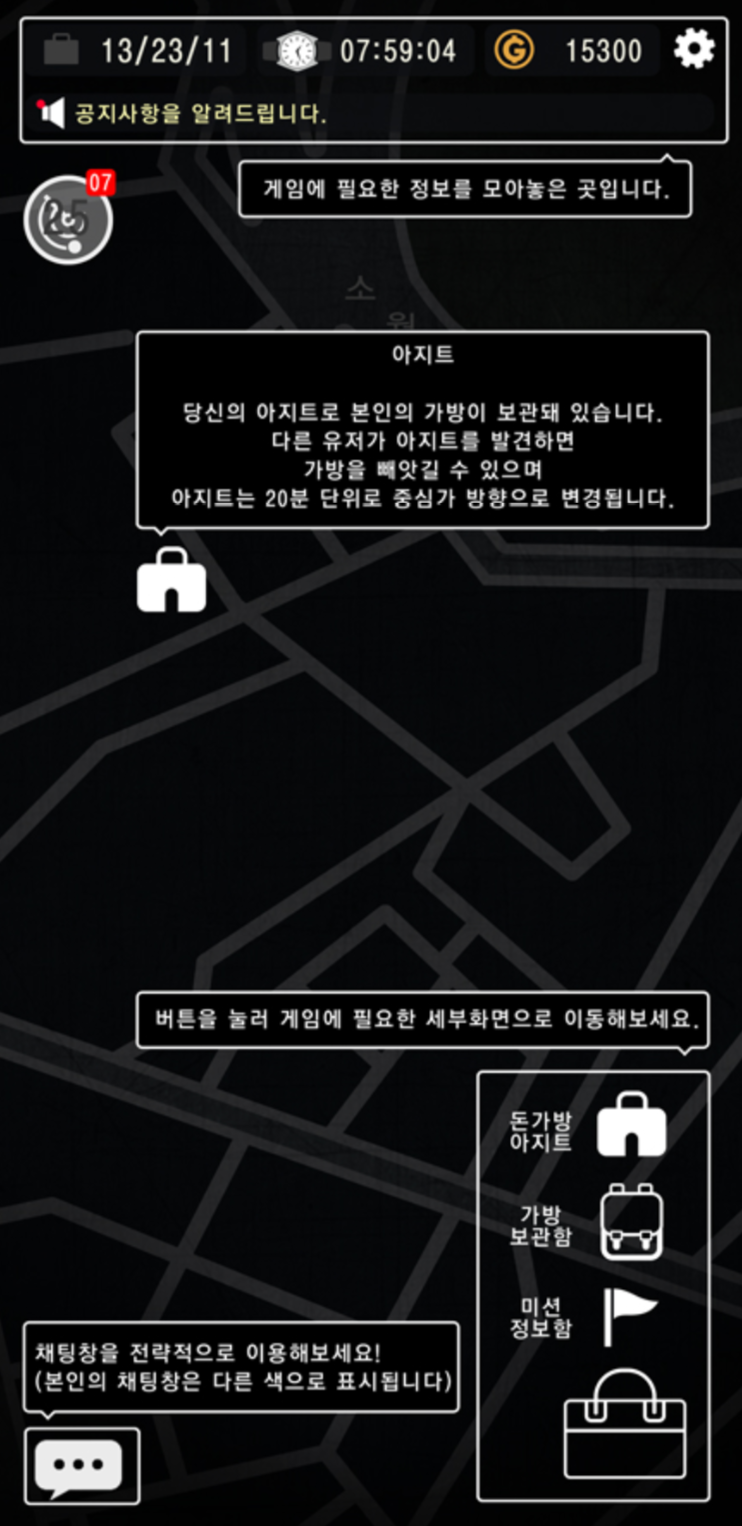 13/23/11 07:59:04 G 15300
공지사항을 알려드립니다.
07
게임에 필요한 정보를 모아놓은 곳입니다.
소
월
아지트
당신의 아지트로 본인의 가방이 보관돼 있습니다.
다른 유저가 아지트를 발견하면
가방을 빼앗길 수 있으며
아지트는 20분 단위로 중심가 방향으로 변경됩니다.
버튼을 눌러 게임에 필요한 세부화면으로 이동해보세요.
돈가방
아지트
가방
보관함
미션
정보함
채팅창을 전략적으로 이용해보세요!
(본인의 채팅창은 다른 색으로 표시됩니다)